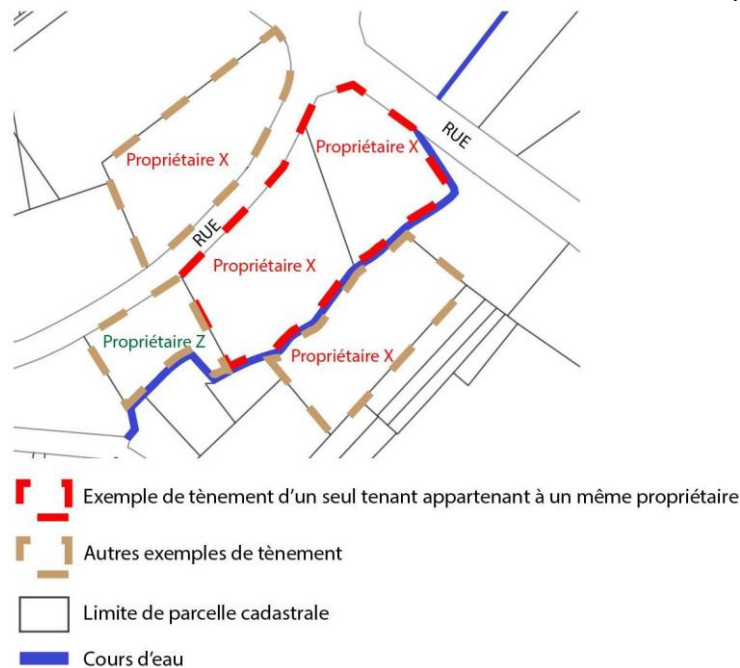 RUE
Propriétaire X
Propriétaire X
RUE
Propriétaire X
Propriétaire Z
Propriétaire X
Exemple de tènement d'un seul tenant appartenant à un même propriétaire
Autres exemples de tènement
Limite de parcelle cadastrale
Cours d'eau